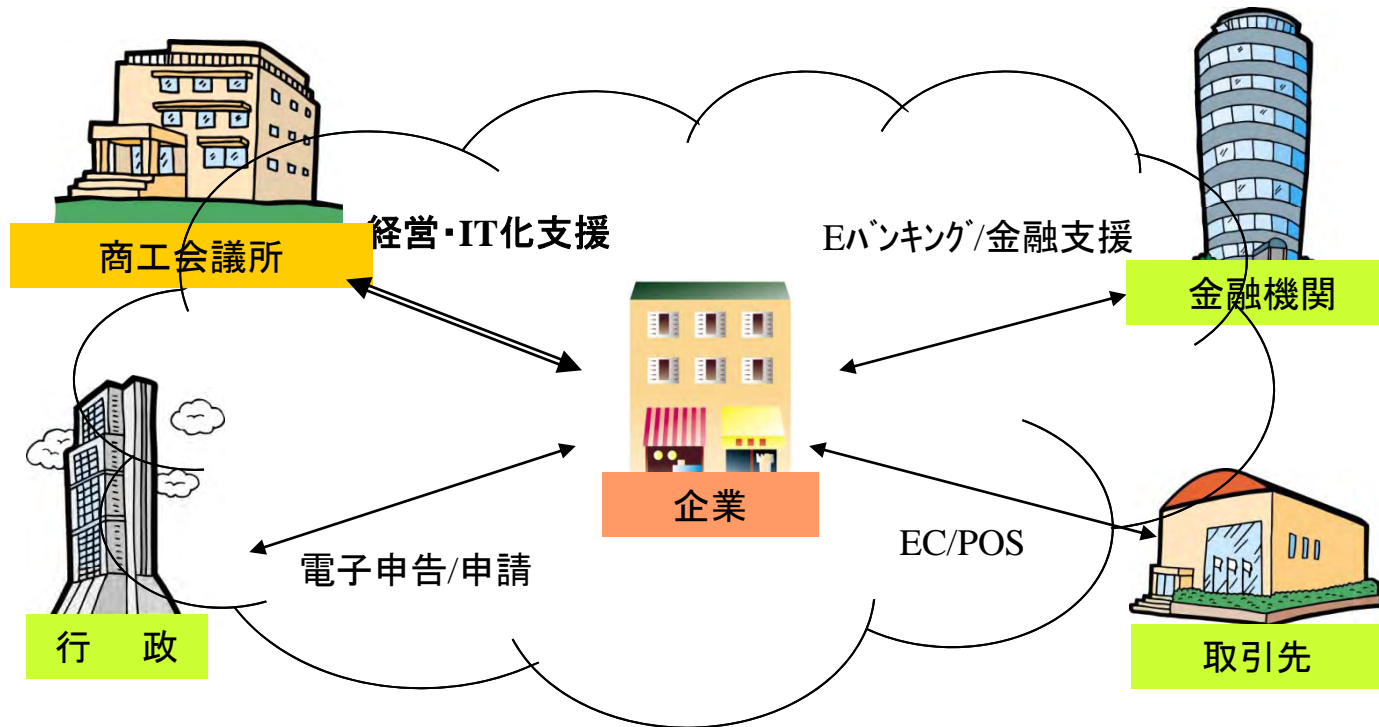 経営・IT化支援
Eﾊﾞﾝｷﾝｸﾞ/金融支援
商工会議所
金融機関
企業
電子申告/申請
EC/POS
行　政
取引先